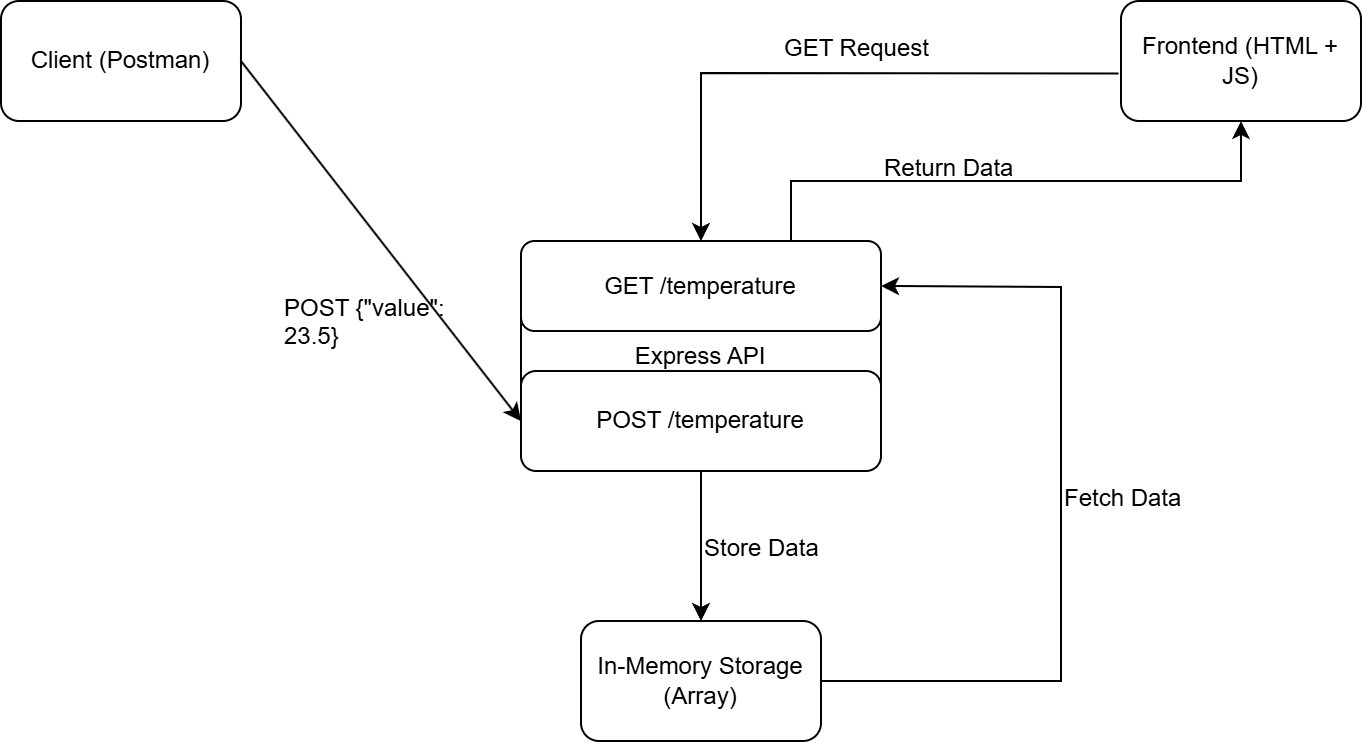 Client (Postman)
GET Request
Frontend (HTML +
JS)
Return Data
GET /temperature
POST {"value":
23.5}
Express API
POST /temperature
Fetch Data
Store Data
In-Memory Storage
(Array)